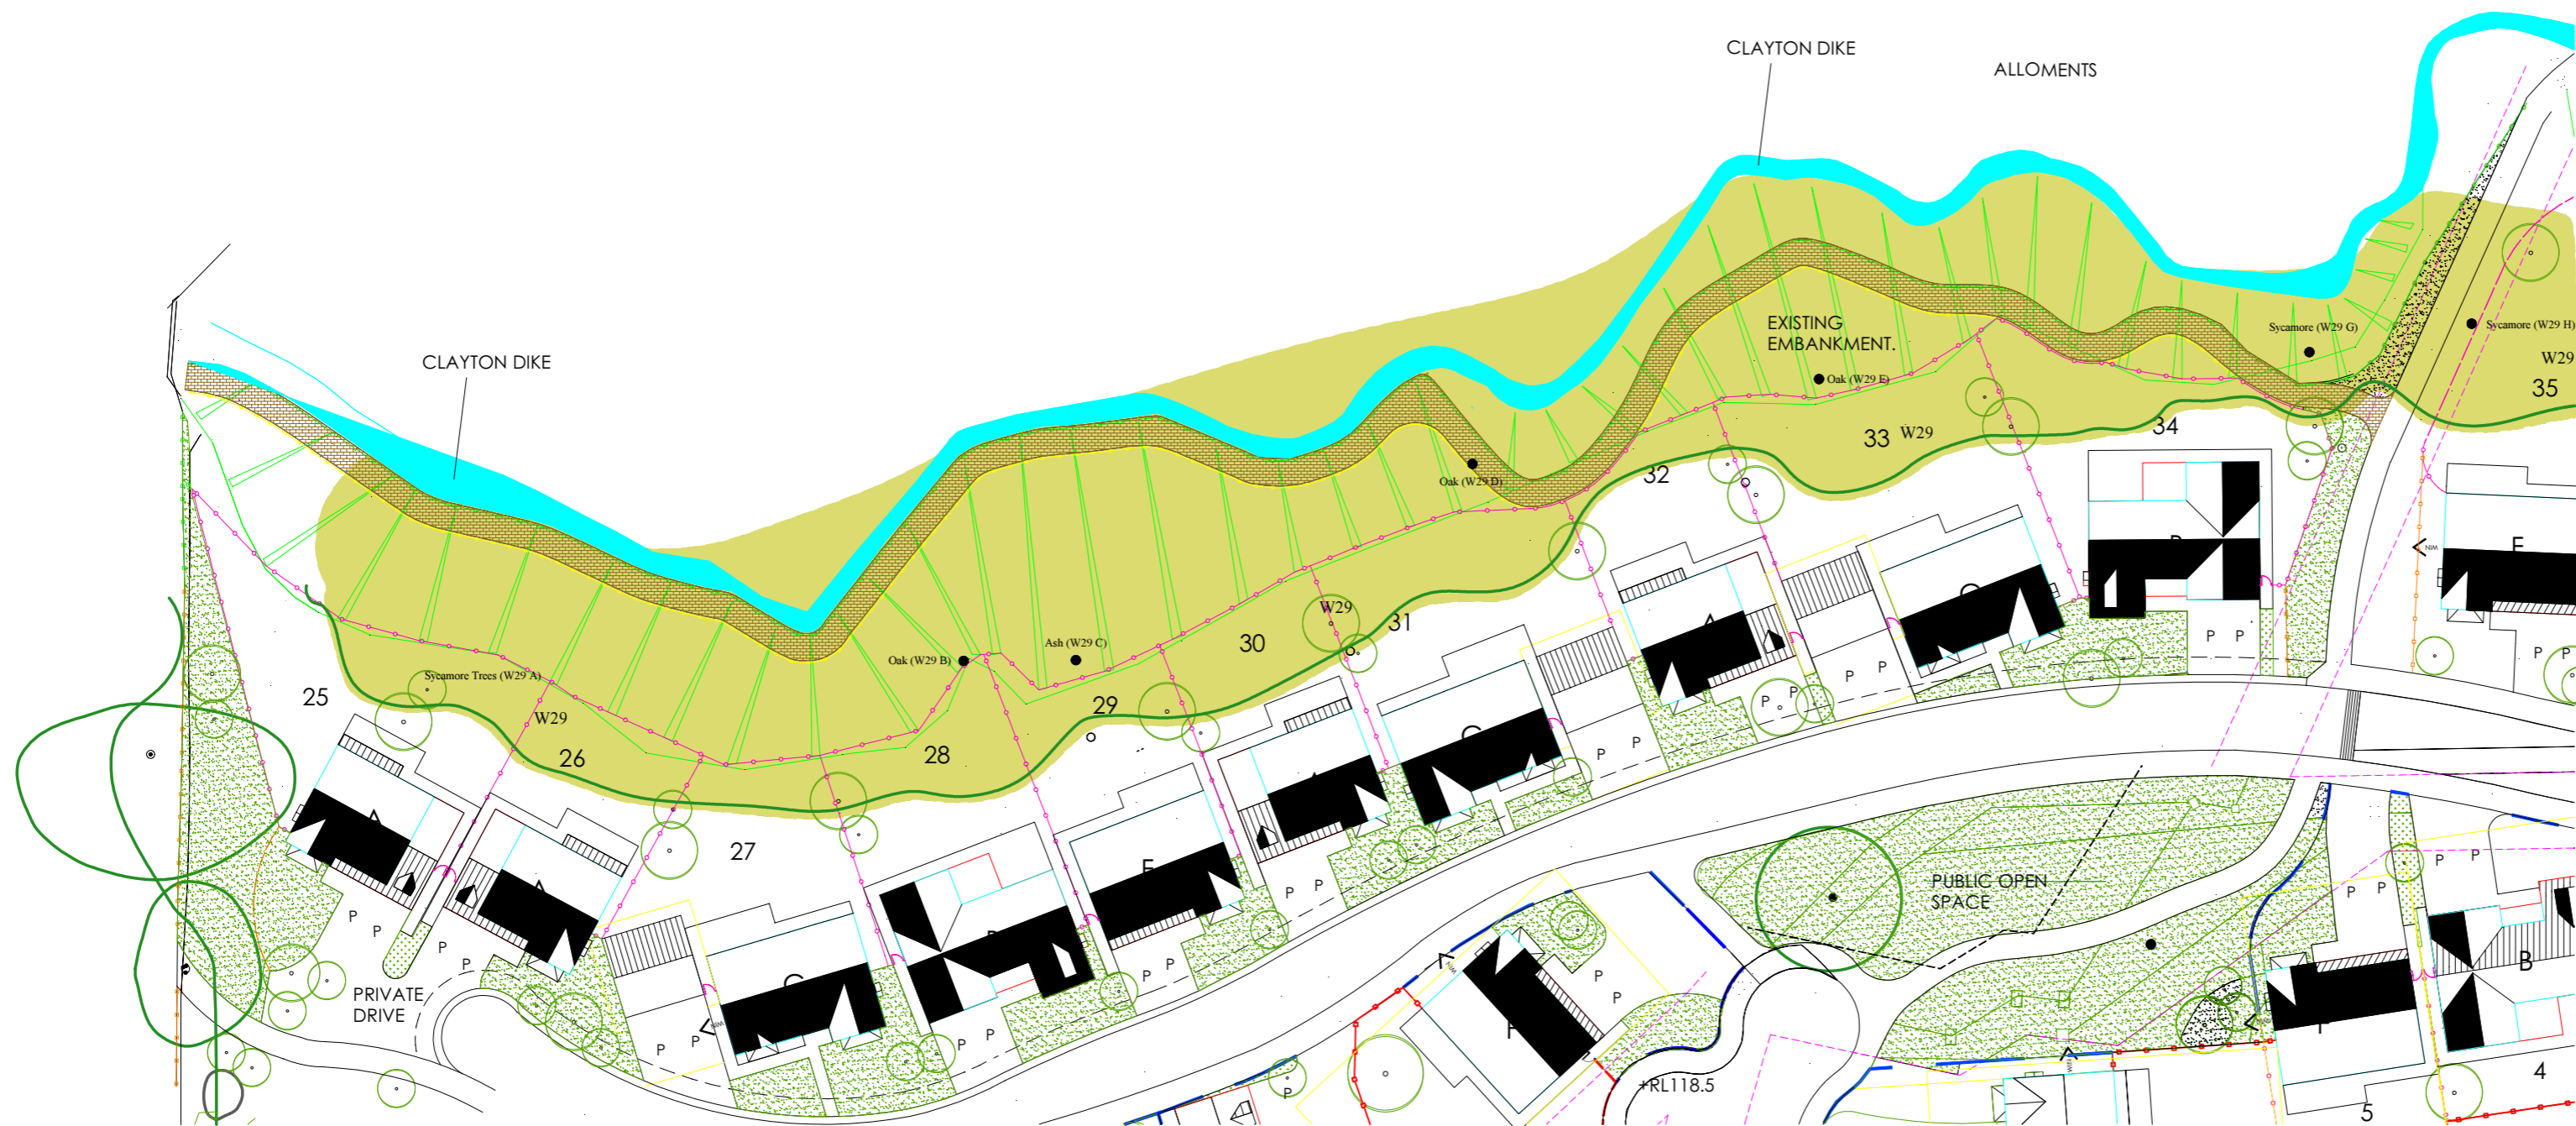 CLAYTON DIKE
ALLOMENTS
CLAYTON DIKE
EXISTING
EMBANKMENT.
Sycamore (W29 G)
Sycamore (W29 H)
W29
35
Oak (W29 E)
33 W29
34
32
Oak (W29 D)
31
W29
30
Ash (W29 C)
Oak (W29 B)
Sycamore Trees (W29 A)
25
W29
26
28
29
27
A
A
C
E
A
C
A
C
E
P P
P P
P P
P P
P P
P P
P P
P P
P P
P P
P P
PRIVATE
DRIVE
PUBLIC OPEN
SPACE
P P
P P
P P
B
P
+RL118.5
4
5